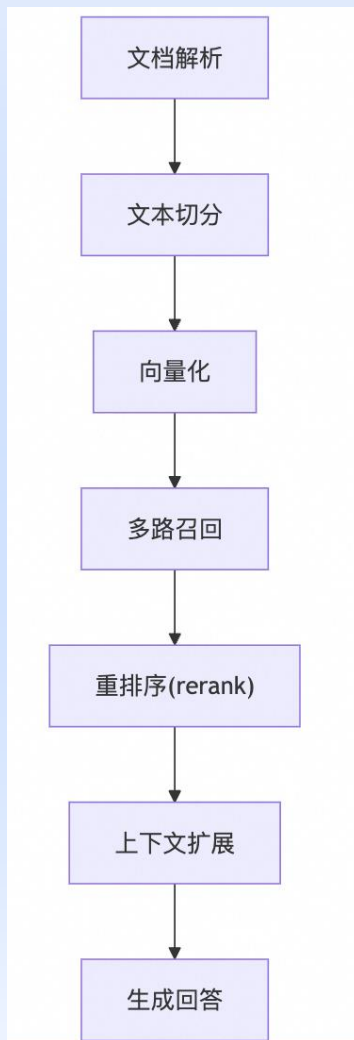 文档解析
文本切分
向量化
多路召回
重排序(rerank)
上下文扩展
生成回答